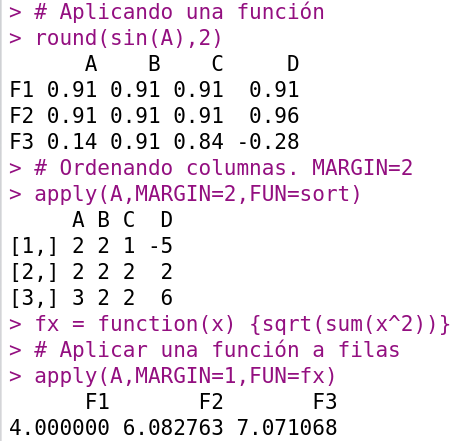 > # Aplicando una función
> round(sin(A),2)
      A    B    C     D
F1 0.91 0.91 0.91  0.91
F2 0.91 0.91 0.91  0.96
F3 0.14 0.91 0.84 -0.28
> # Ordenando columnas. MARGIN=2
> apply(A,MARGIN=2,FUN=sort)
     A B C  D
[1,] 2 2 1 -5
[2,] 2 2 2  2
[3,] 3 2 2  6
> fx = function(x) {sqrt(sum(x^2))}
> # Aplicar una función a filas
> apply(A,MARGIN=1,FUN=fx)
      F1       F2       F3
4.000000 6.082763 7.071068